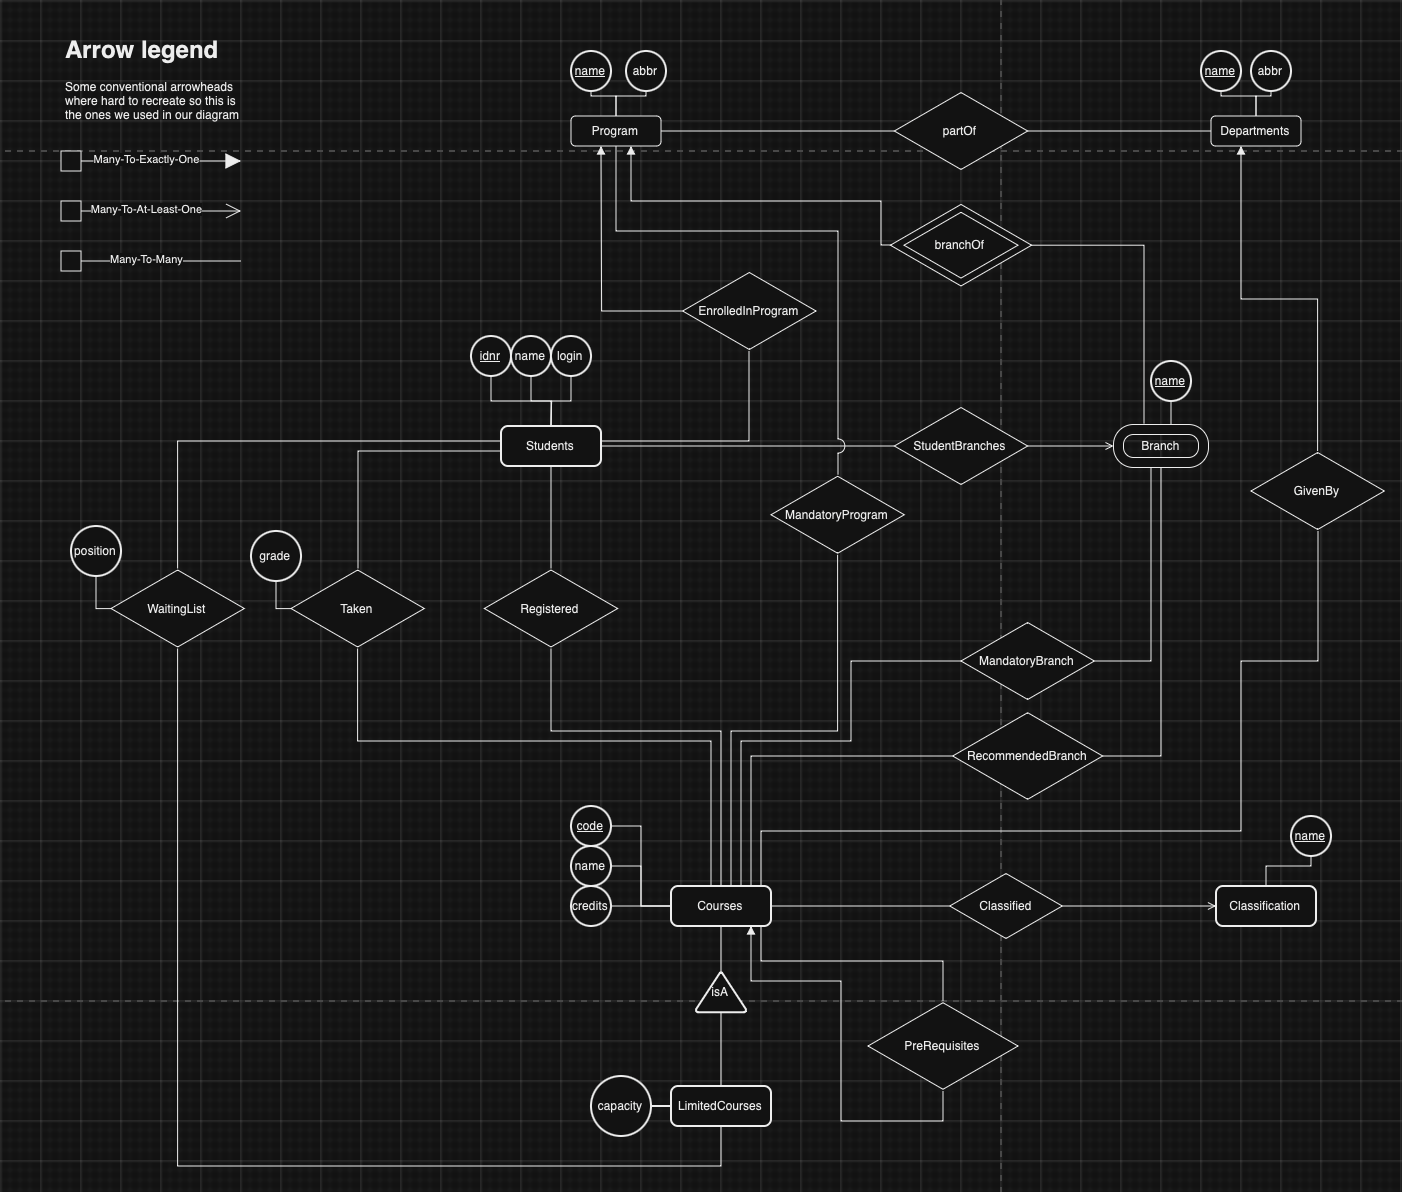 Arrow legend
Some conventional arrowheads
where hard to recreate so this is
the ones we used in our diagram
Many-To-Exactly-One
Many-To-At-Least-One
Many-To-Many
name
abbr
name
abbr
Program
partOf
Departments
branchOf
EnrolledInProgram
idnr
name
login
name
Students
StudentBranches
Branch
GivenBy
MandatoryProgram
position
grade
WaitingList
Taken
Registered
MandatoryBranch
RecommendedBranch
code
name
credits
name
Courses
Classified
Classification
isA
PreRequisites
capacity
LimitedCourses